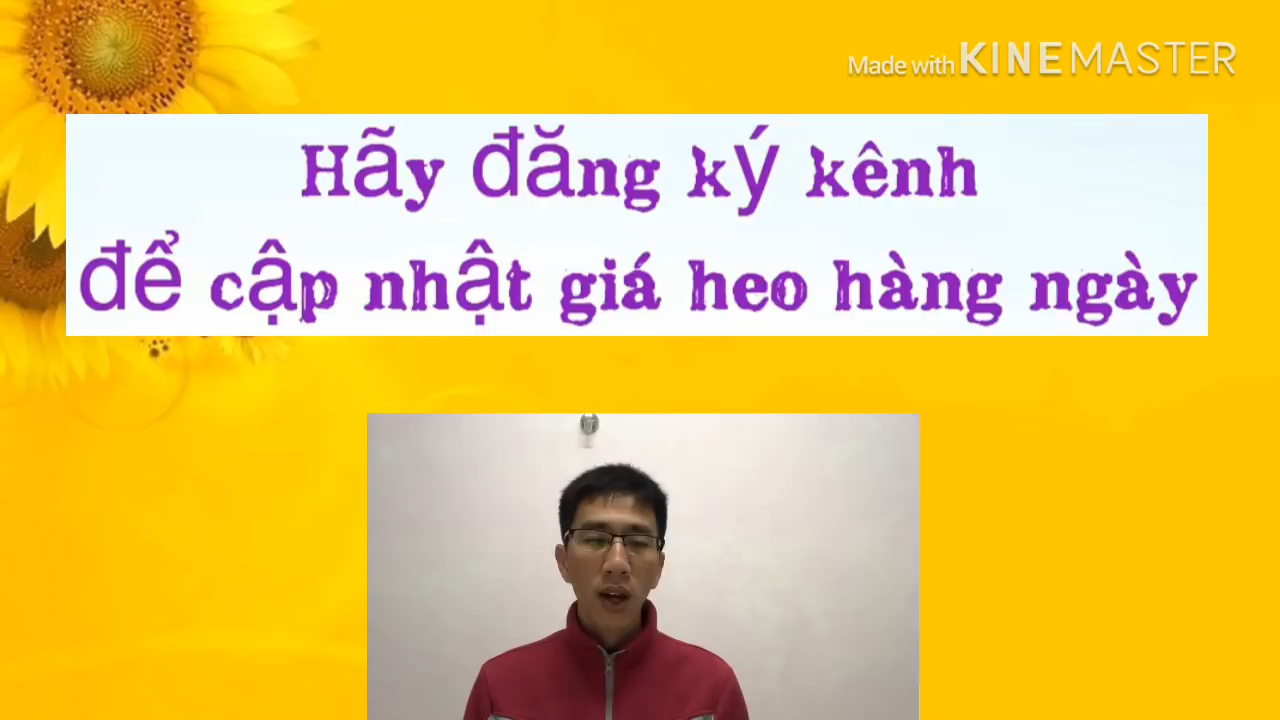 Made with KINEMASTER
Hãy đăng ký kênh
để cập nhật giá heo hàng ngày